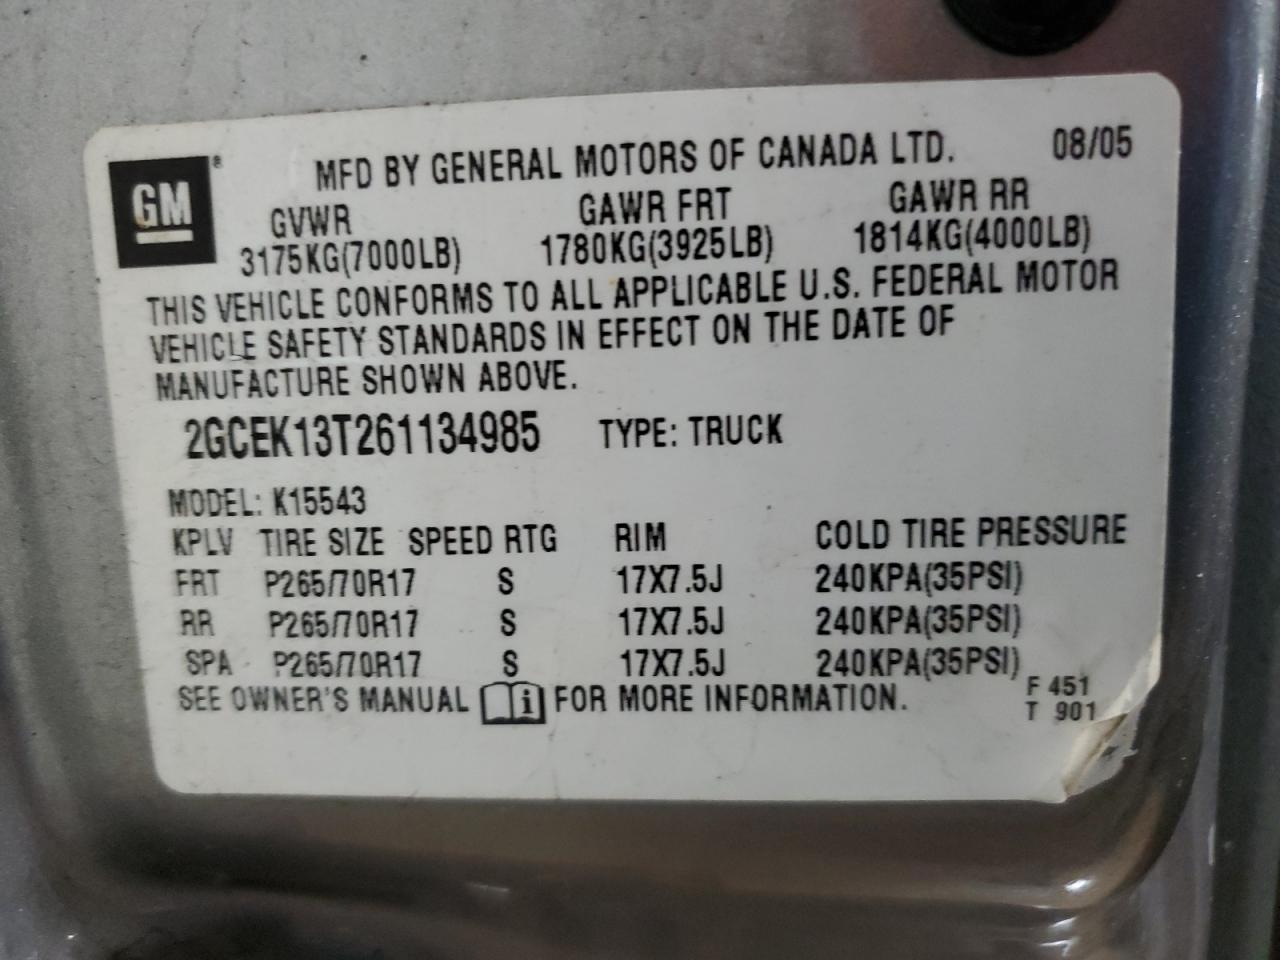 GM®
MFD BY GENERAL MOTORS OF CANADA LTD. 08/05
GVWR GAWR FRT GAWR RR
3175KG(7000LB) 1780KG(3925LB) 1814KG(4000LB)
THIS VEHICLE CONFORMS TO ALL APPLICABLE U.S. FEDERAL MOTOR
VEHICLE SAFETY STANDARDS IN EFFECT ON THE DATE OF
MANUFACTURE SHOWN ABOVE.
2GCEK13T261134985 TYPE: TRUCK
MODEL: K15543
KPLV TIRE SIZE SPEED RTG RIM COLD TIRE PRESSURE
FRT P265/70R17 S 17X7.5J 240KPA(35PSI)
RR P265/70R17 S 17X7.5J 240KPA(35PSI)
SPA P265/70R17 S 17X7.5J 240KPA(35PSI)
SEE OWNER'S MANUAL i FOR MORE INFORMATION.
F 451
T 901